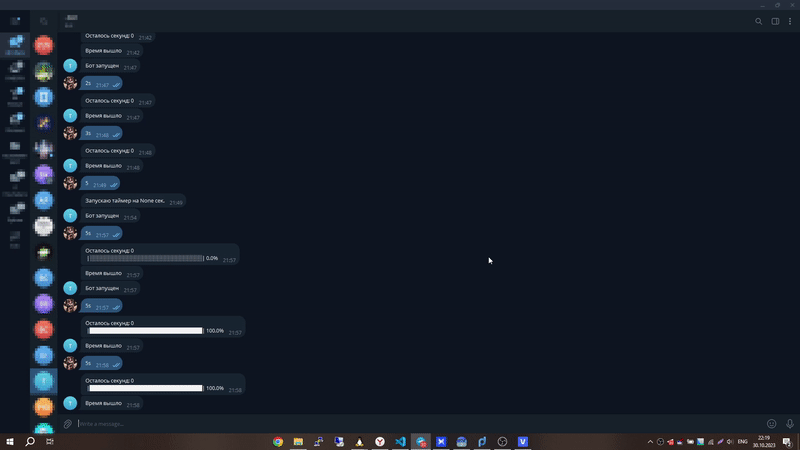 Осталось секунд: 0 21:42
Время вышло 21:42
Бот запущен 21:47
2s 21:47
Осталось секунд: 0 21:47
Время вышло 21:47
3s 21:48
Осталось секунд: 0 21:48
Время вышло 21:48
5 21:49
Запускаю таймер на None сек. 21:49
Бот запущен 21:54
5s 21:57
Осталось секунд: 0
0.0% 21:57
Время вышло 21:57
Бот запущен 21:57
5s 21:57
Осталось секунд: 0
100.0% 21:57
Время вышло 21:57
5s 21:58
Осталось секунд: 0
100.0% 21:58
Время вышло 21:58
Write a message...
ENG
22:19
30.10.2023